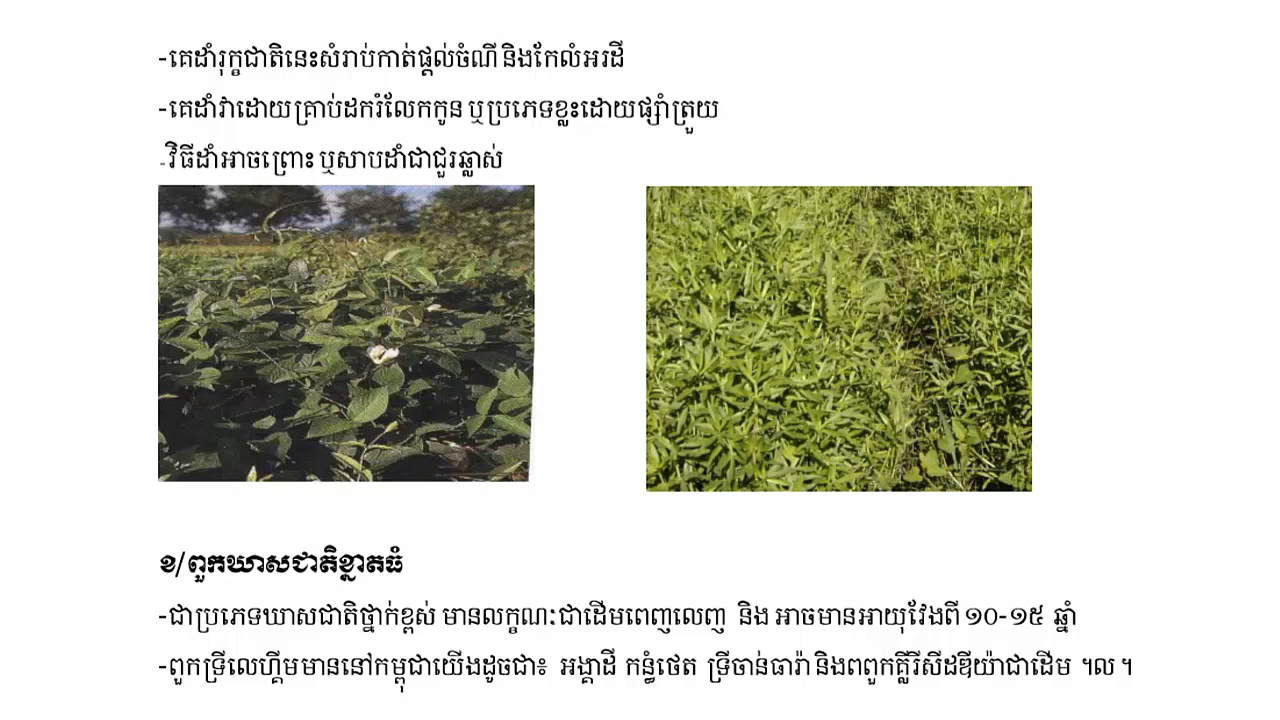 -គេដាំរុក្ខជាតិនេះសំរាប់កាត់ផ្តល់ចំណី និងកែលំអរដី
-គេដាំវាដោយគ្រាប់ដករំលែកកូន ឬប្រភេទខ្លះដោយផ្សាំត្រួយ
-វិធីដាំអាចព្រោះ ឬសាបដាំជាជួរឆ្លាស់
ខ/ពួកឃាសជាតិខ្នាតធំ
-ជាប្រភេទឃាសជាតិថ្នាក់ខ្ពស់ មានលក្ខណៈជាដើមពេញលេញ និង អាចមានអាយុវែងពី ១០-១៥ ឆ្នាំ
-ពួកទ្រីលេហ្គីមមាននៅកម្ពុជាយើងដូចជា៖ អង្គាដី កន្ធំថេត ទ្រីចាន់ធារ៉ា និងពពួកគ្លីរីសីដឌីយ៉ាជាដើម ។ល ។